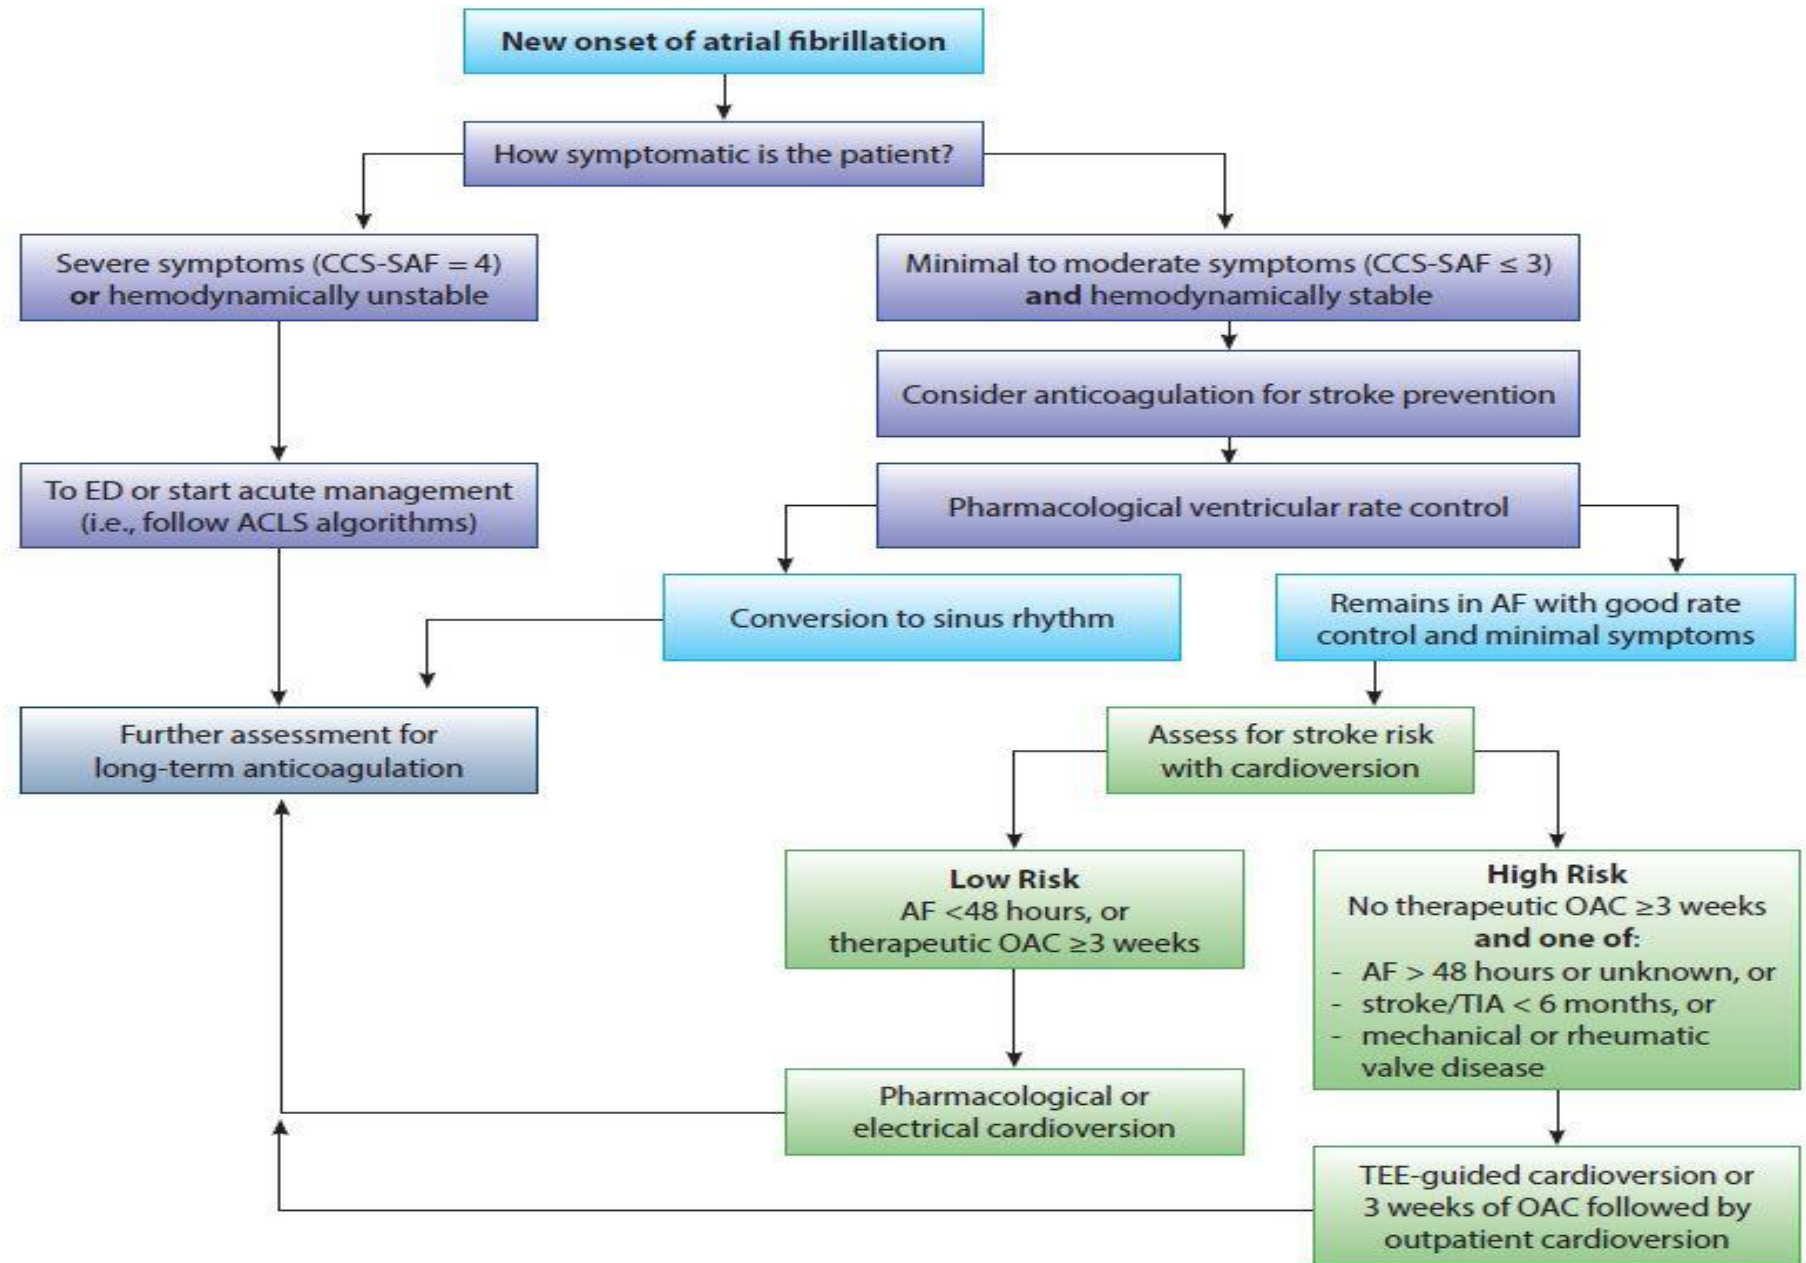 New onset of atrial fibrillation
How symptomatic is the patient?
Severe symptoms (CCS-SAF = 4)
or hemodynamically unstable
Minimal to moderate symptoms (CCS-SAF ≤ 3)
and hemodynamically stable
Consider anticoagulation for stroke prevention
To ED or start acute management
(i.e., follow ACLS algorithms)
Pharmacological ventricular rate control
Conversion to sinus rhythm
Remains in AF with good rate
control and minimal symptoms
Further assessment for
long-term anticoagulation
Assess for stroke risk
with cardioversion
Low Risk
AF <48 hours, or
therapeutic OAC ≥3 weeks
High Risk
No therapeutic OAC ≥3 weeks
and one of:
- AF > 48 hours or unknown, or
- stroke/TIA < 6 months, or
- mechanical or rheumatic
valve disease
Pharmacological or
electrical cardioversion
TEE-guided cardioversion or
3 weeks of OAC followed by
outpatient cardioversion